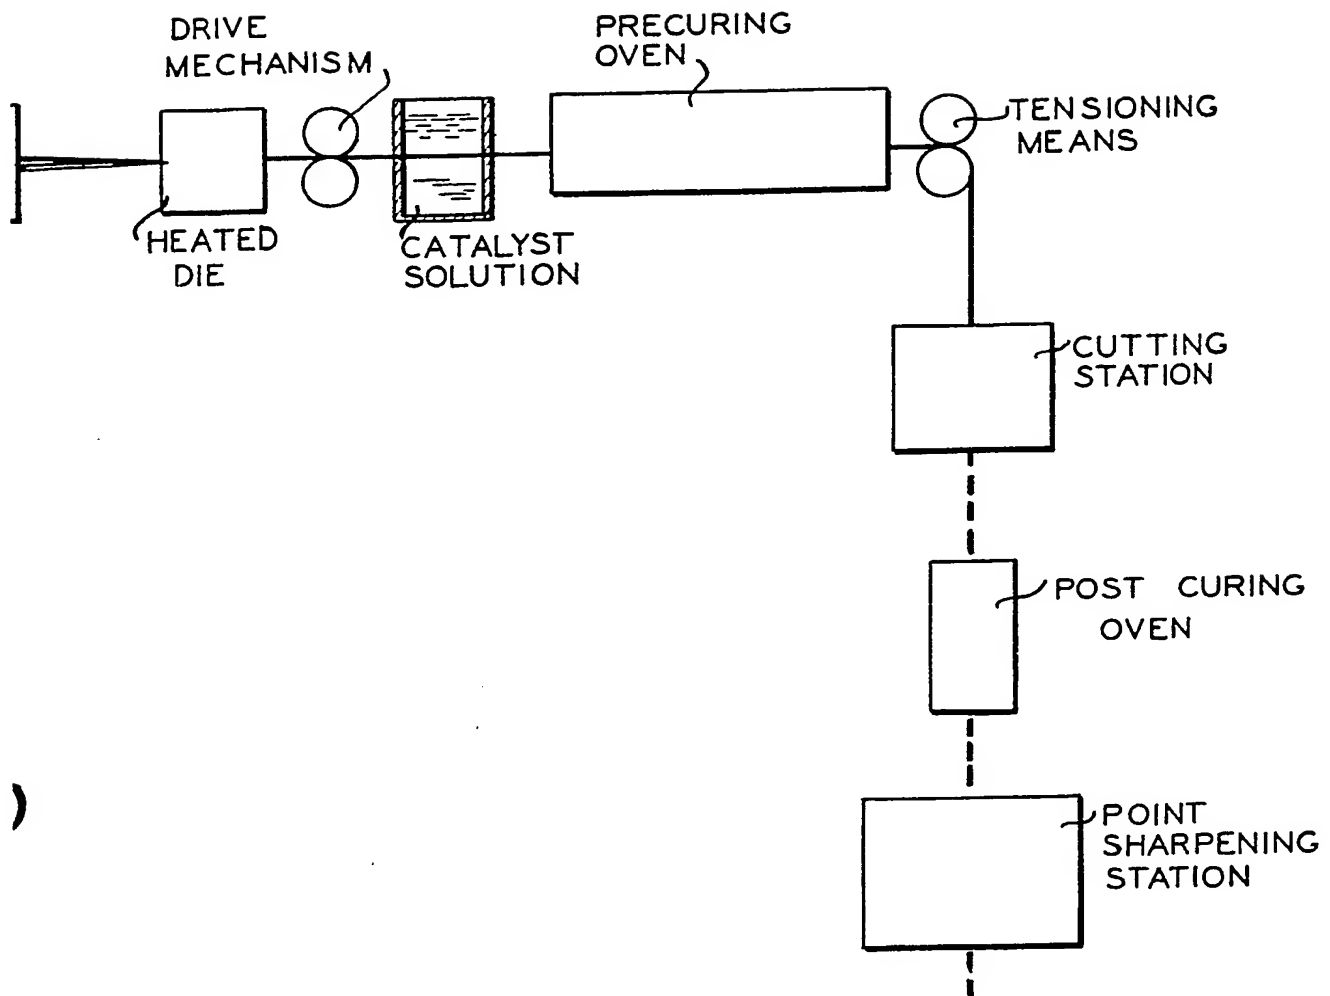 DRIVE
MECHANISM
PRECURING
OVEN
TENSIONING
MEANS
HEATED
DIE
CATALYST
SOLUTION
CUTTING
STATION
POST CURING
OVEN
)
POINT
SHARPENING
STATION